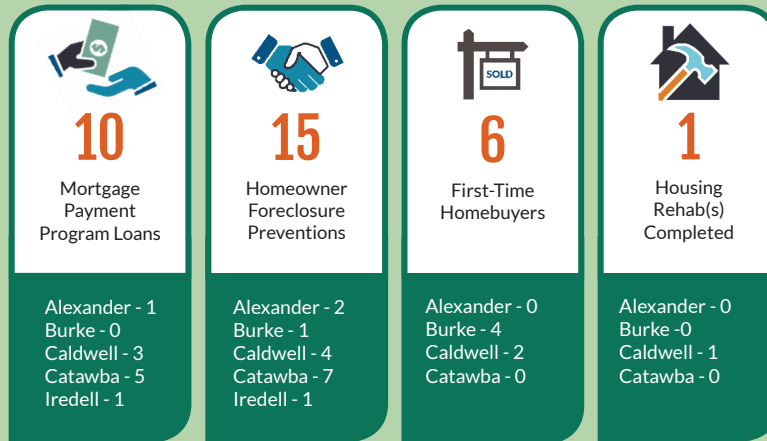 10
Mortgage
Payment
Program Loans
Alexander - 1
Burke - 0
Caldwell - 3
Catawba - 5
Iredell - 1
15
Homeowner
Foreclosure
Preventions
Alexander - 2
Burke - 1
Caldwell - 4
Catawba - 7
Iredell - 1
SOLD
6
First-Time
Homebuyers
Alexander - 0
Burke - 4
Caldwell - 2
Catawba - 0
1
Housing
Rehab(s)
Completed
Alexander - 0
Burke -0
Caldwell - 1
Catawba - 0